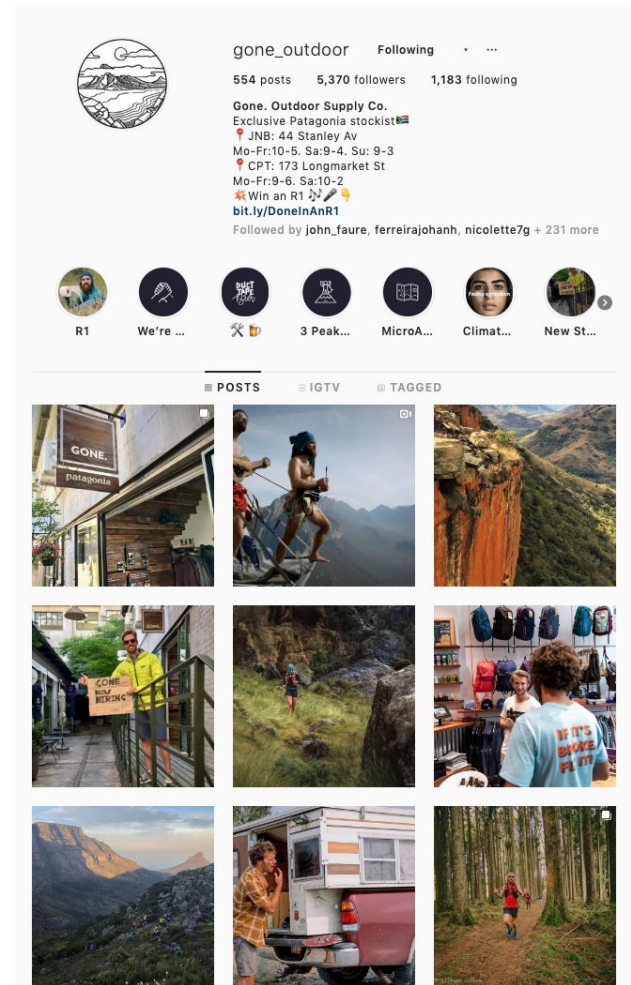 gone_outdoor Following ...
554 posts 5,370 followers 1,183 following
Gone. Outdoor Supply Co.
Exclusive Patagonia stockist🇿🇦
📍JNB: 44 Stanley Av
Mo-Fr:10-5. Sa:9-4. Su: 9-3
📍CPT: 173 Longmarket St
Mo-Fr:9-6. Sa:10-2
💥Win an R1 🎶🎤👇
bit.ly/DoneInAnR1
Followed by john_faure, ferreirajohanh, nicolette7g + 231 more
DUCT
TAPE
R1 We're ... 🛠🍺 3 Peak... MicroA... Climat... New St...
POSTS IGTV TAGGED
GONE.
patagonia
GONE.
GONE
NOW
HIRING
IF IT'S
BROKE,
FIX IT!